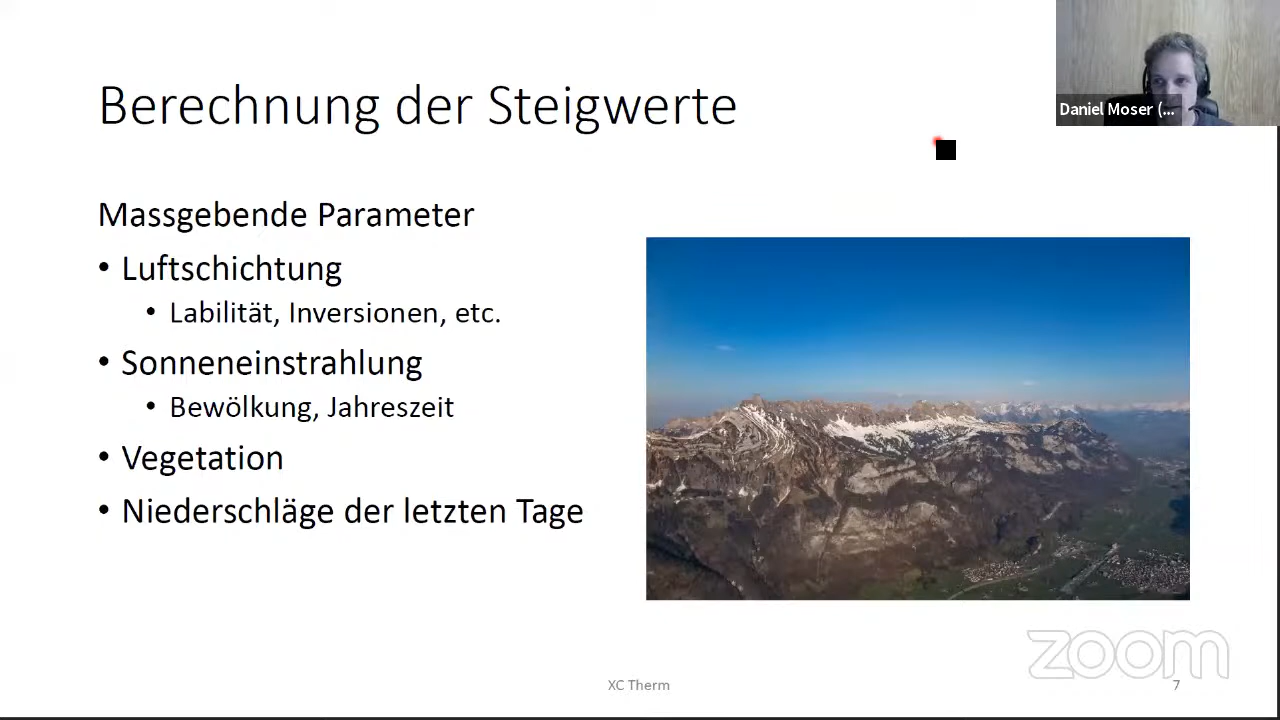 Berechnung der Steigwerte
Daniel Moser (...
Massgebende Parameter
• Luftschichtung
• Labilität, Inversionen, etc.
• Sonneneinstrahlung
• Bewölkung, Jahreszeit
• Vegetation
• Niederschläge der letzten Tage
zoom
XC Therm
7